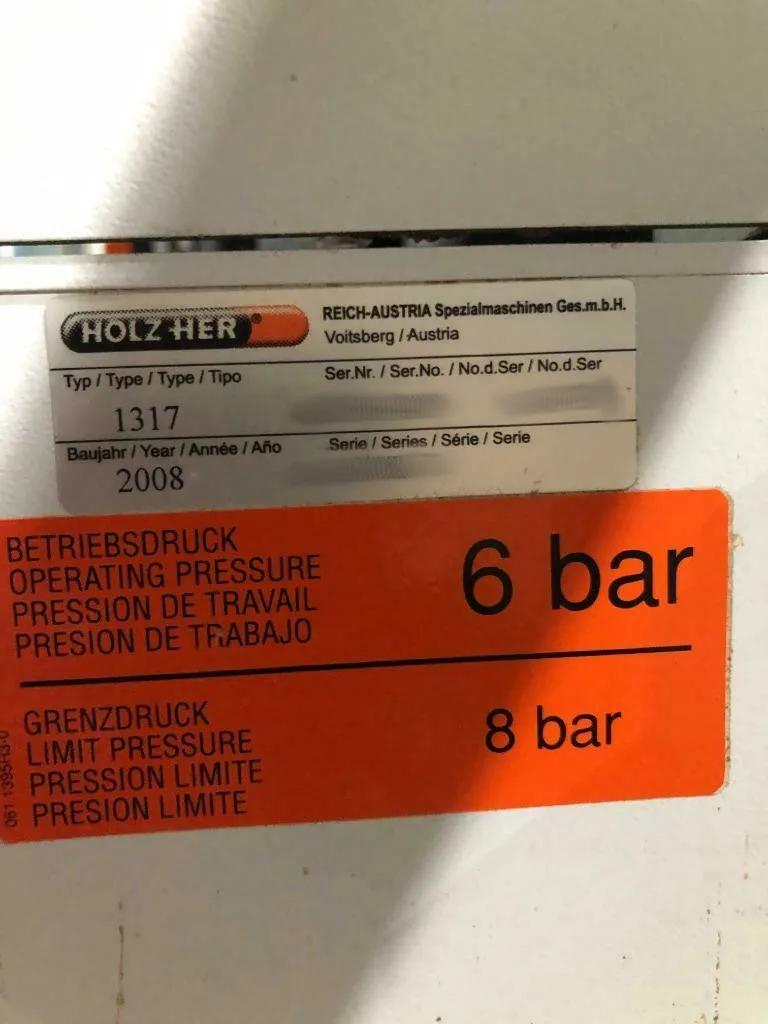 HOLZ-HER®
REICH-AUSTRIA Spezialmaschinen Ges.m.b.H.
Voitsberg / Austria
Typ / Type / Type / Tipo
Ser.Nr. / Ser.No. / No.d.Ser / No.d.Ser
1317
Baujahr / Year / Année / Año
Serie / Series / Série / Serie
2008
BETRIEBSDRUCK
OPERATING PRESSURE
PRESSION DE TRAVAIL
PRESION DE TRABAJO
6 bar
GRENZDRUCK
LIMIT PRESSURE
PRESSION LIMITE
PRESION LIMITE
8 bar